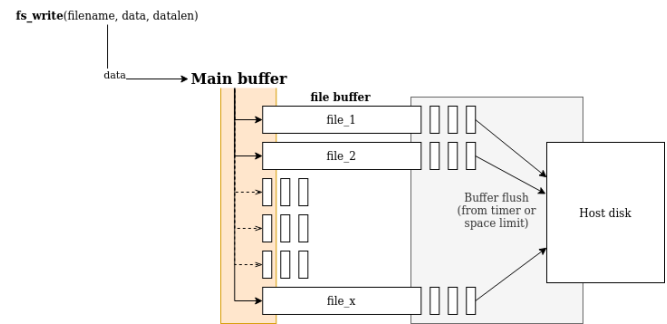 fs_write(filename, data, datalen)
data
Main buffer
file buffer
file_1
file_2
Buffer flush
(from timer or
space limit)
Host disk
file_x